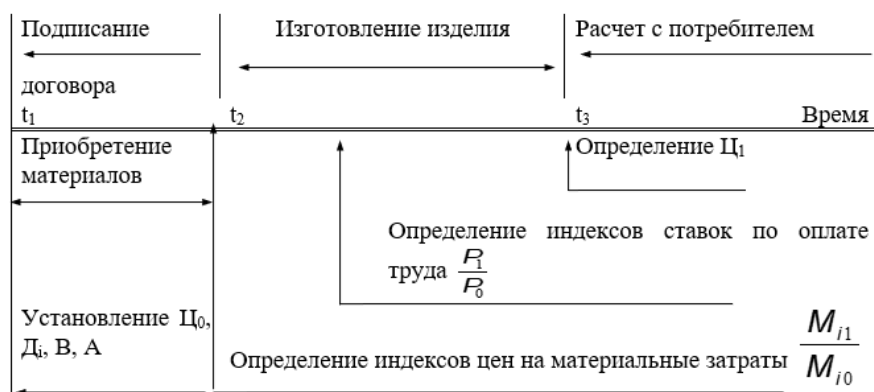 Подписание
Изготовление изделия
Расчет с потребителем
договора
t₁
t₂
t₃
Время
Приобретение
материалов
Определение Ц₁
Определение индексов ставок по оплате
труда P₁/P₀
Установление Ц₀,
Дᵢ, В, А
Определение индексов цен на материальные затраты Mᵢ₁/Mᵢ₀